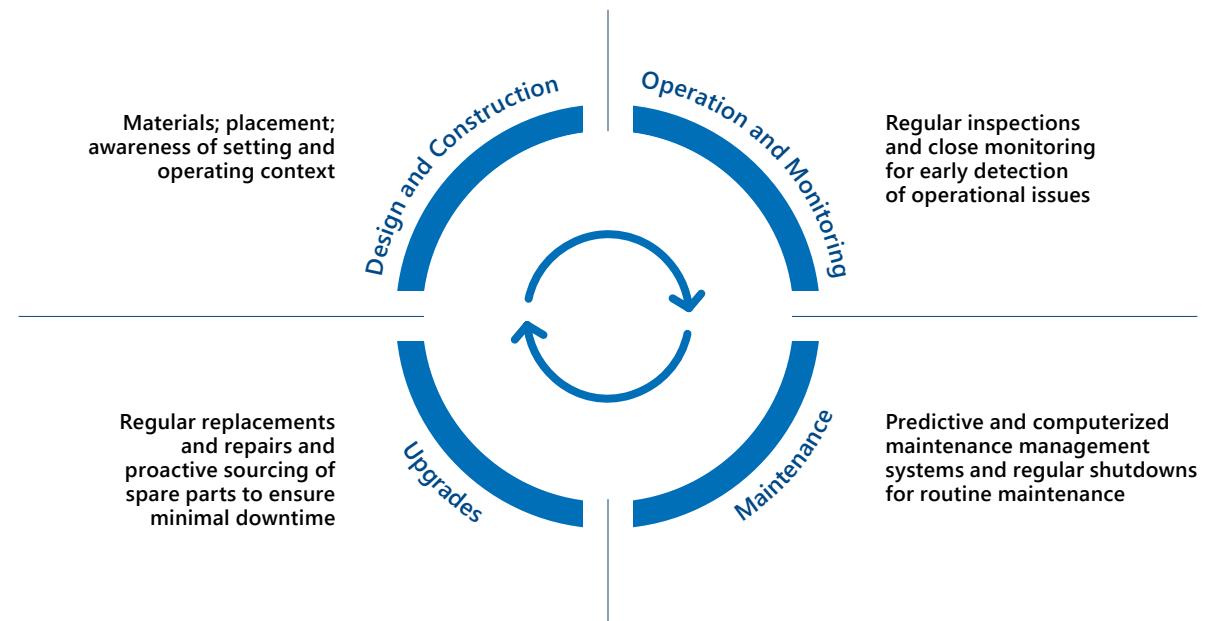 Design and Construction
Materials; placement;
awareness of setting and
operating context
Operation and Monitoring
Regular inspections
and close monitoring
for early detection
of operational issues
Upgrades
Regular replacements
and repairs and
proactive sourcing of
spare parts to ensure
minimal downtime
Maintenance
Predictive and computerized
maintenance management
systems and regular shutdowns
for routine maintenance